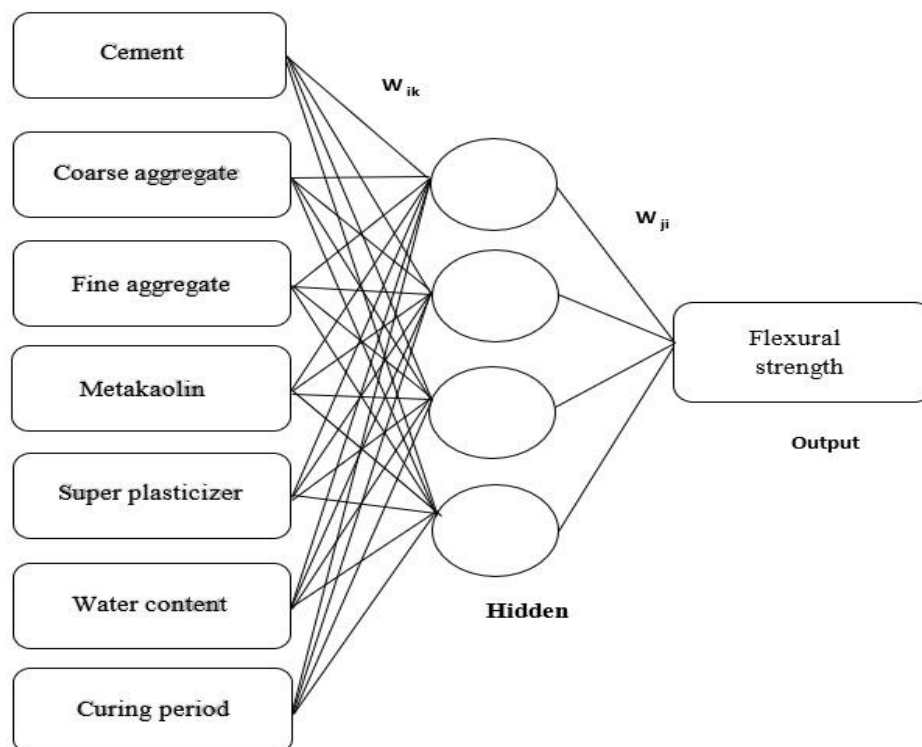 Cement
W ik
Coarse aggregate
W ji
Fine aggregate
Flexural
strength
Metakaolin
Output
Super plasticizer
Water content
Hidden
Curing period